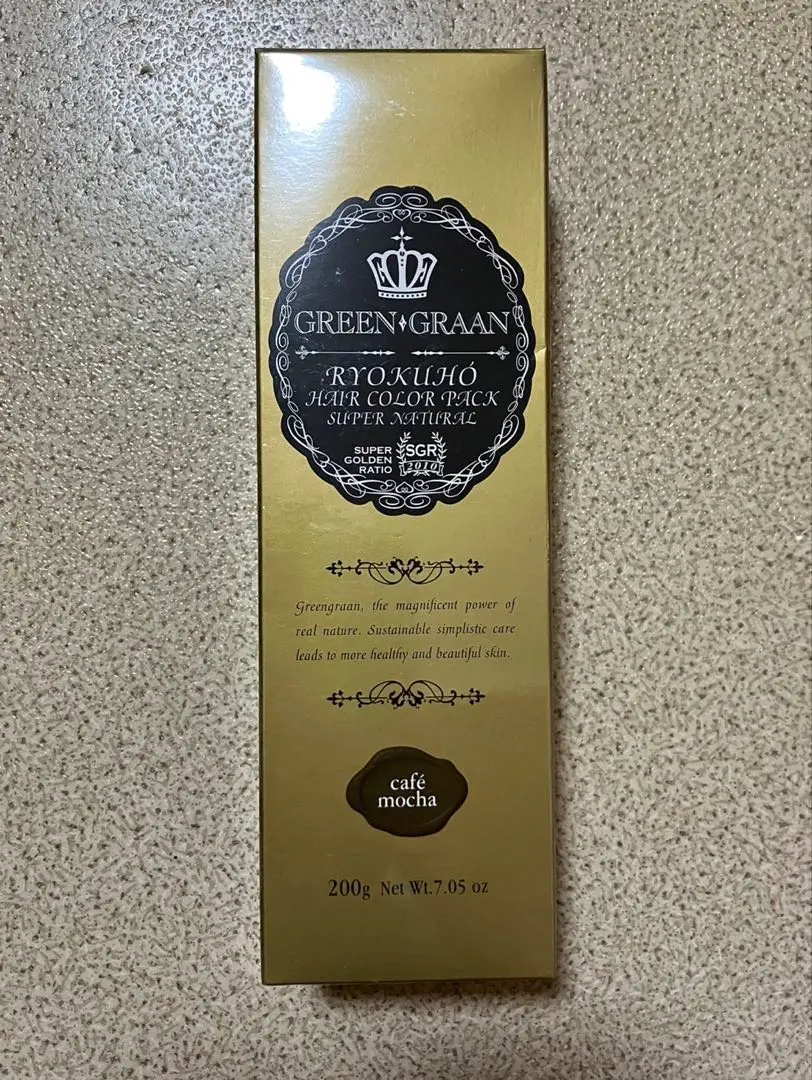 GREEN♦GRAAN
RYOKUHÓ
HAIR COLOR PACK
SUPER NATURAL
SUPER
GOLDEN
RATIO
SGR
2010
Greengraan, the magnificent power of
real nature. Sustainable simplistic care
leads to more healthy and beautiful skin.
café
mocha
200g Net Wt.7.05 oz